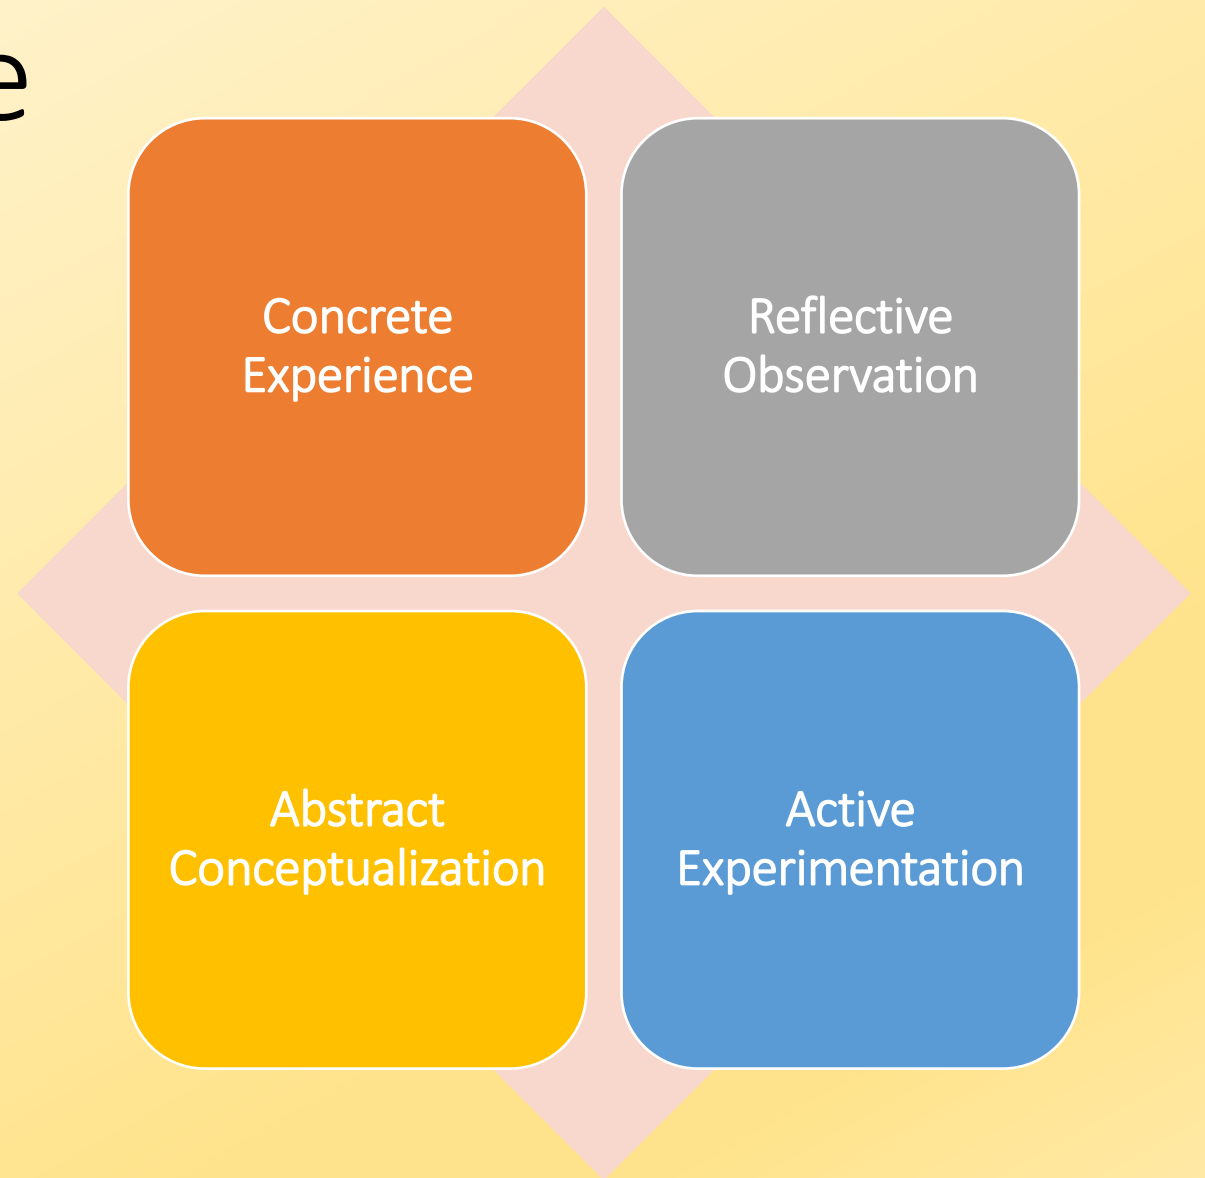 e
Concrete
Experience
Reflective
Observation
Abstract
Conceptualization
Active
Experimentation